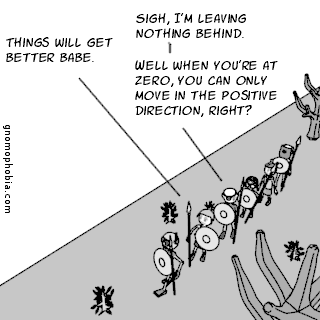 THINGS WILL GET
BETTER BABE.
SIGH, I'M LEAVING
NOTHING BEHIND.
WELL WHEN YOU'RE AT
ZERO, YOU CAN ONLY
MOVE IN THE POSITIVE
DIRECTION, RIGHT?
gnomophobia.com